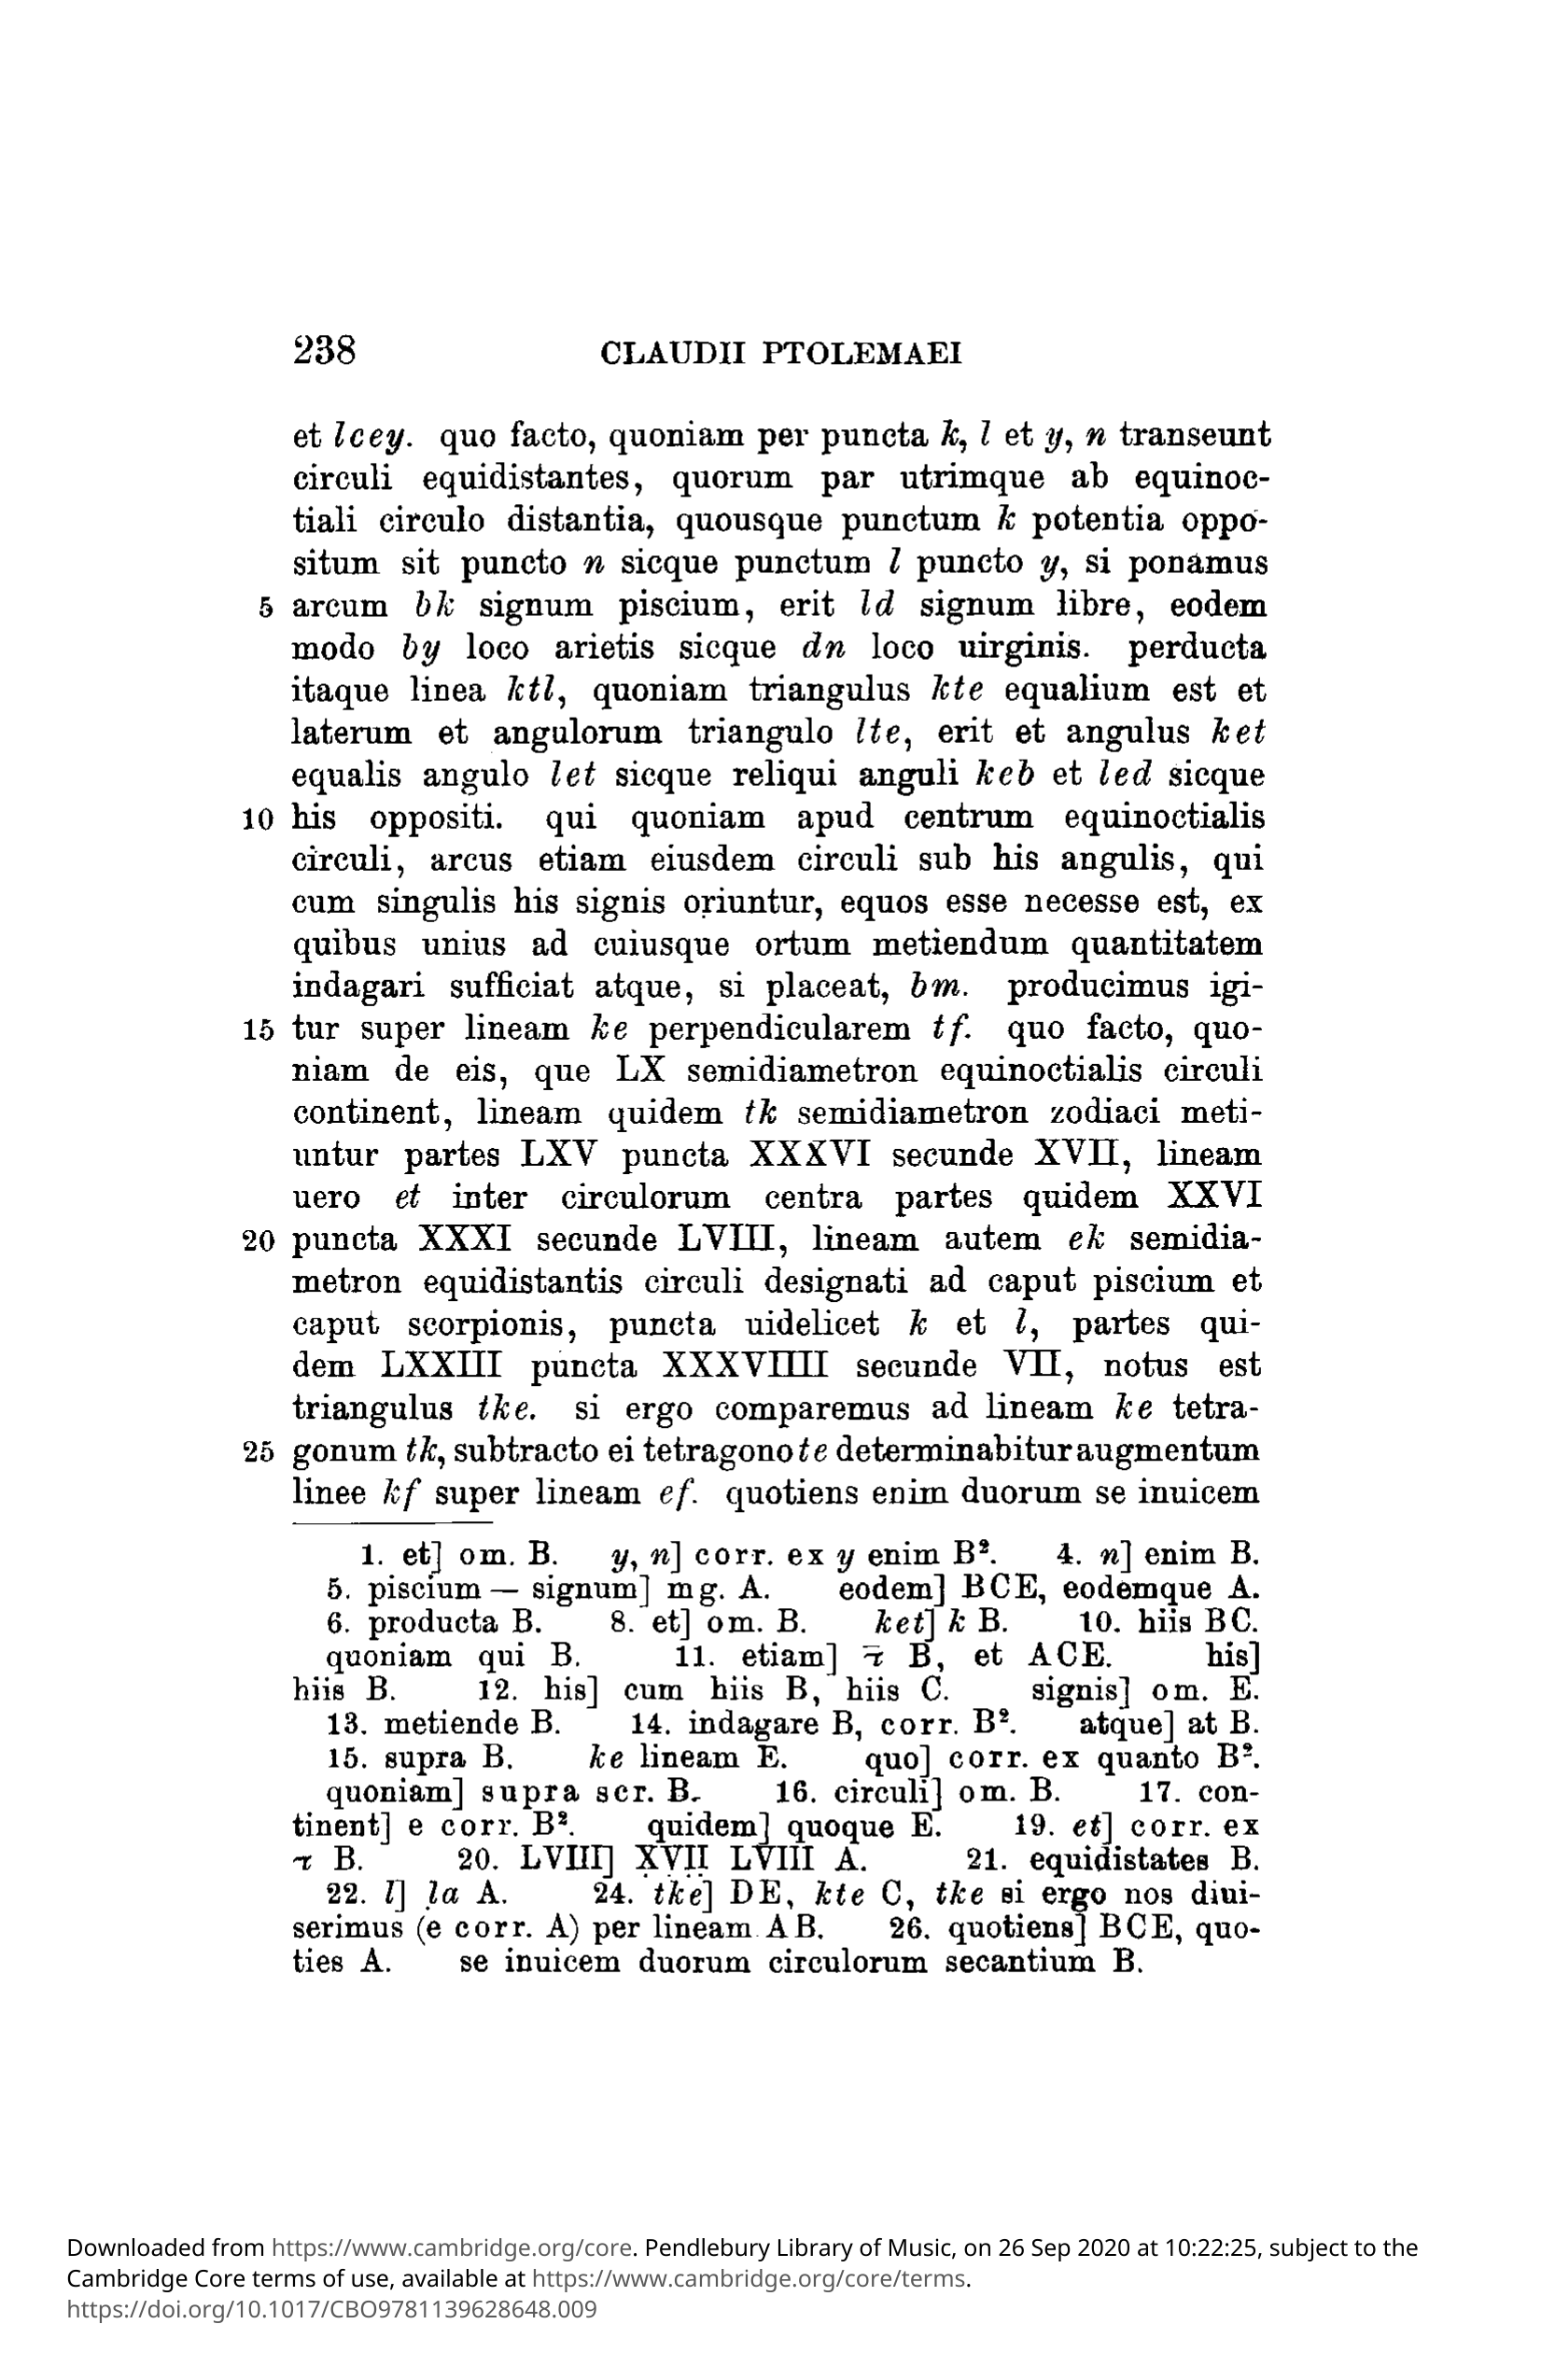 238 CLAUDII PTOLEMAEI
et lcey. quo facto, quoniam per puncta k, l et y, n transeunt
circuli equidistantes, quorum par utrimque ab equinoc-
tiali circulo distantia, quousque punctum k potentia oppo-
situm sit puncto n sicque punctum l puncto y, si ponamus
5 arcum bk signum piscium, erit ld signum libre, eodem
modo by loco arietis sicque dn loco uirginis. perducta
itaque linea ktl, quoniam triangulus kte equalium est et
laterum et angulorum triangulo lte, erit et angulus ket
equalis angulo let sicque reliqui anguli keb et led sicque
10 his oppositi. qui quoniam apud centrum equinoctialis
circuli, arcus etiam eiusdem circuli sub his angulis, qui
cum singulis his signis oriuntur, equos esse necesse est, ex
quibus unius ad cuiusque ortum metiendum quantitatem
indagari sufficiat atque, si placeat, bm. producimus igi-
15 tur super lineam ke perpendicularem tf. quo facto, quo-
niam de eis, que LX semidiametron equinoctialis circuli
continent, lineam quidem tk semidiametron zodiaci meti-
untur partes LXV puncta XXXVI secunde XVII, lineam
uero et inter circulorum centra partes quidem XXVI
20 puncta XXXI secunde LVIII, lineam autem ek semidia-
metron equidistantis circuli designati ad caput piscium et
caput scorpionis, puncta uidelicet k et l, partes qui-
dem LXXIII puncta XXXVIIII secunde VII, notus est
triangulus tke. si ergo comparemus ad lineam ke tetra-
25 gonum tk, subtracto ei tetragono te determinabitur augmentum
linee kf super lineam ef. quotiens enim duorum se inuicem
1. et] om. B. y, n] corr. ex y enim B². 4. n] enim B.
5. piscium — signum] mg. A. eodem] BCE, eodemque A.
6. producta B. 8. et] om. B. ket] k B. 10. hiis BC.
quoniam qui B. 11. etiam] B, et ACE. his]
hiis B. 12. his] cum hiis B, hiis C. signis] om. E.
13. metiende B. 14. indagare B, corr. B². atque] at B.
15. supra B. ke lineam E. quo] corr. ex quanto B².
quoniam] supra scr. B. 16. circuli] om. B. 17. con-
tinent] e corr. B². quidem] quoque E. 19. et] corr. ex
B. 20. LVIII] XVII LVIII A. 21. equidistates B.
22. l] la A. 24. tke] DE, kte C, tke si ergo nos diui-
serimus (e corr. A) per lineam AB. 26. quotiens] BCE, quo-
ties A. se inuicem duorum circulorum secantium B.
Downloaded from https://www.cambridge.org/core. Pendlebury Library of Music, on 26 Sep 2020 at 10:22:25, subject to the
Cambridge Core terms of use, available at https://www.cambridge.org/core/terms.
https://doi.org/10.1017/CBO9781139628648.009